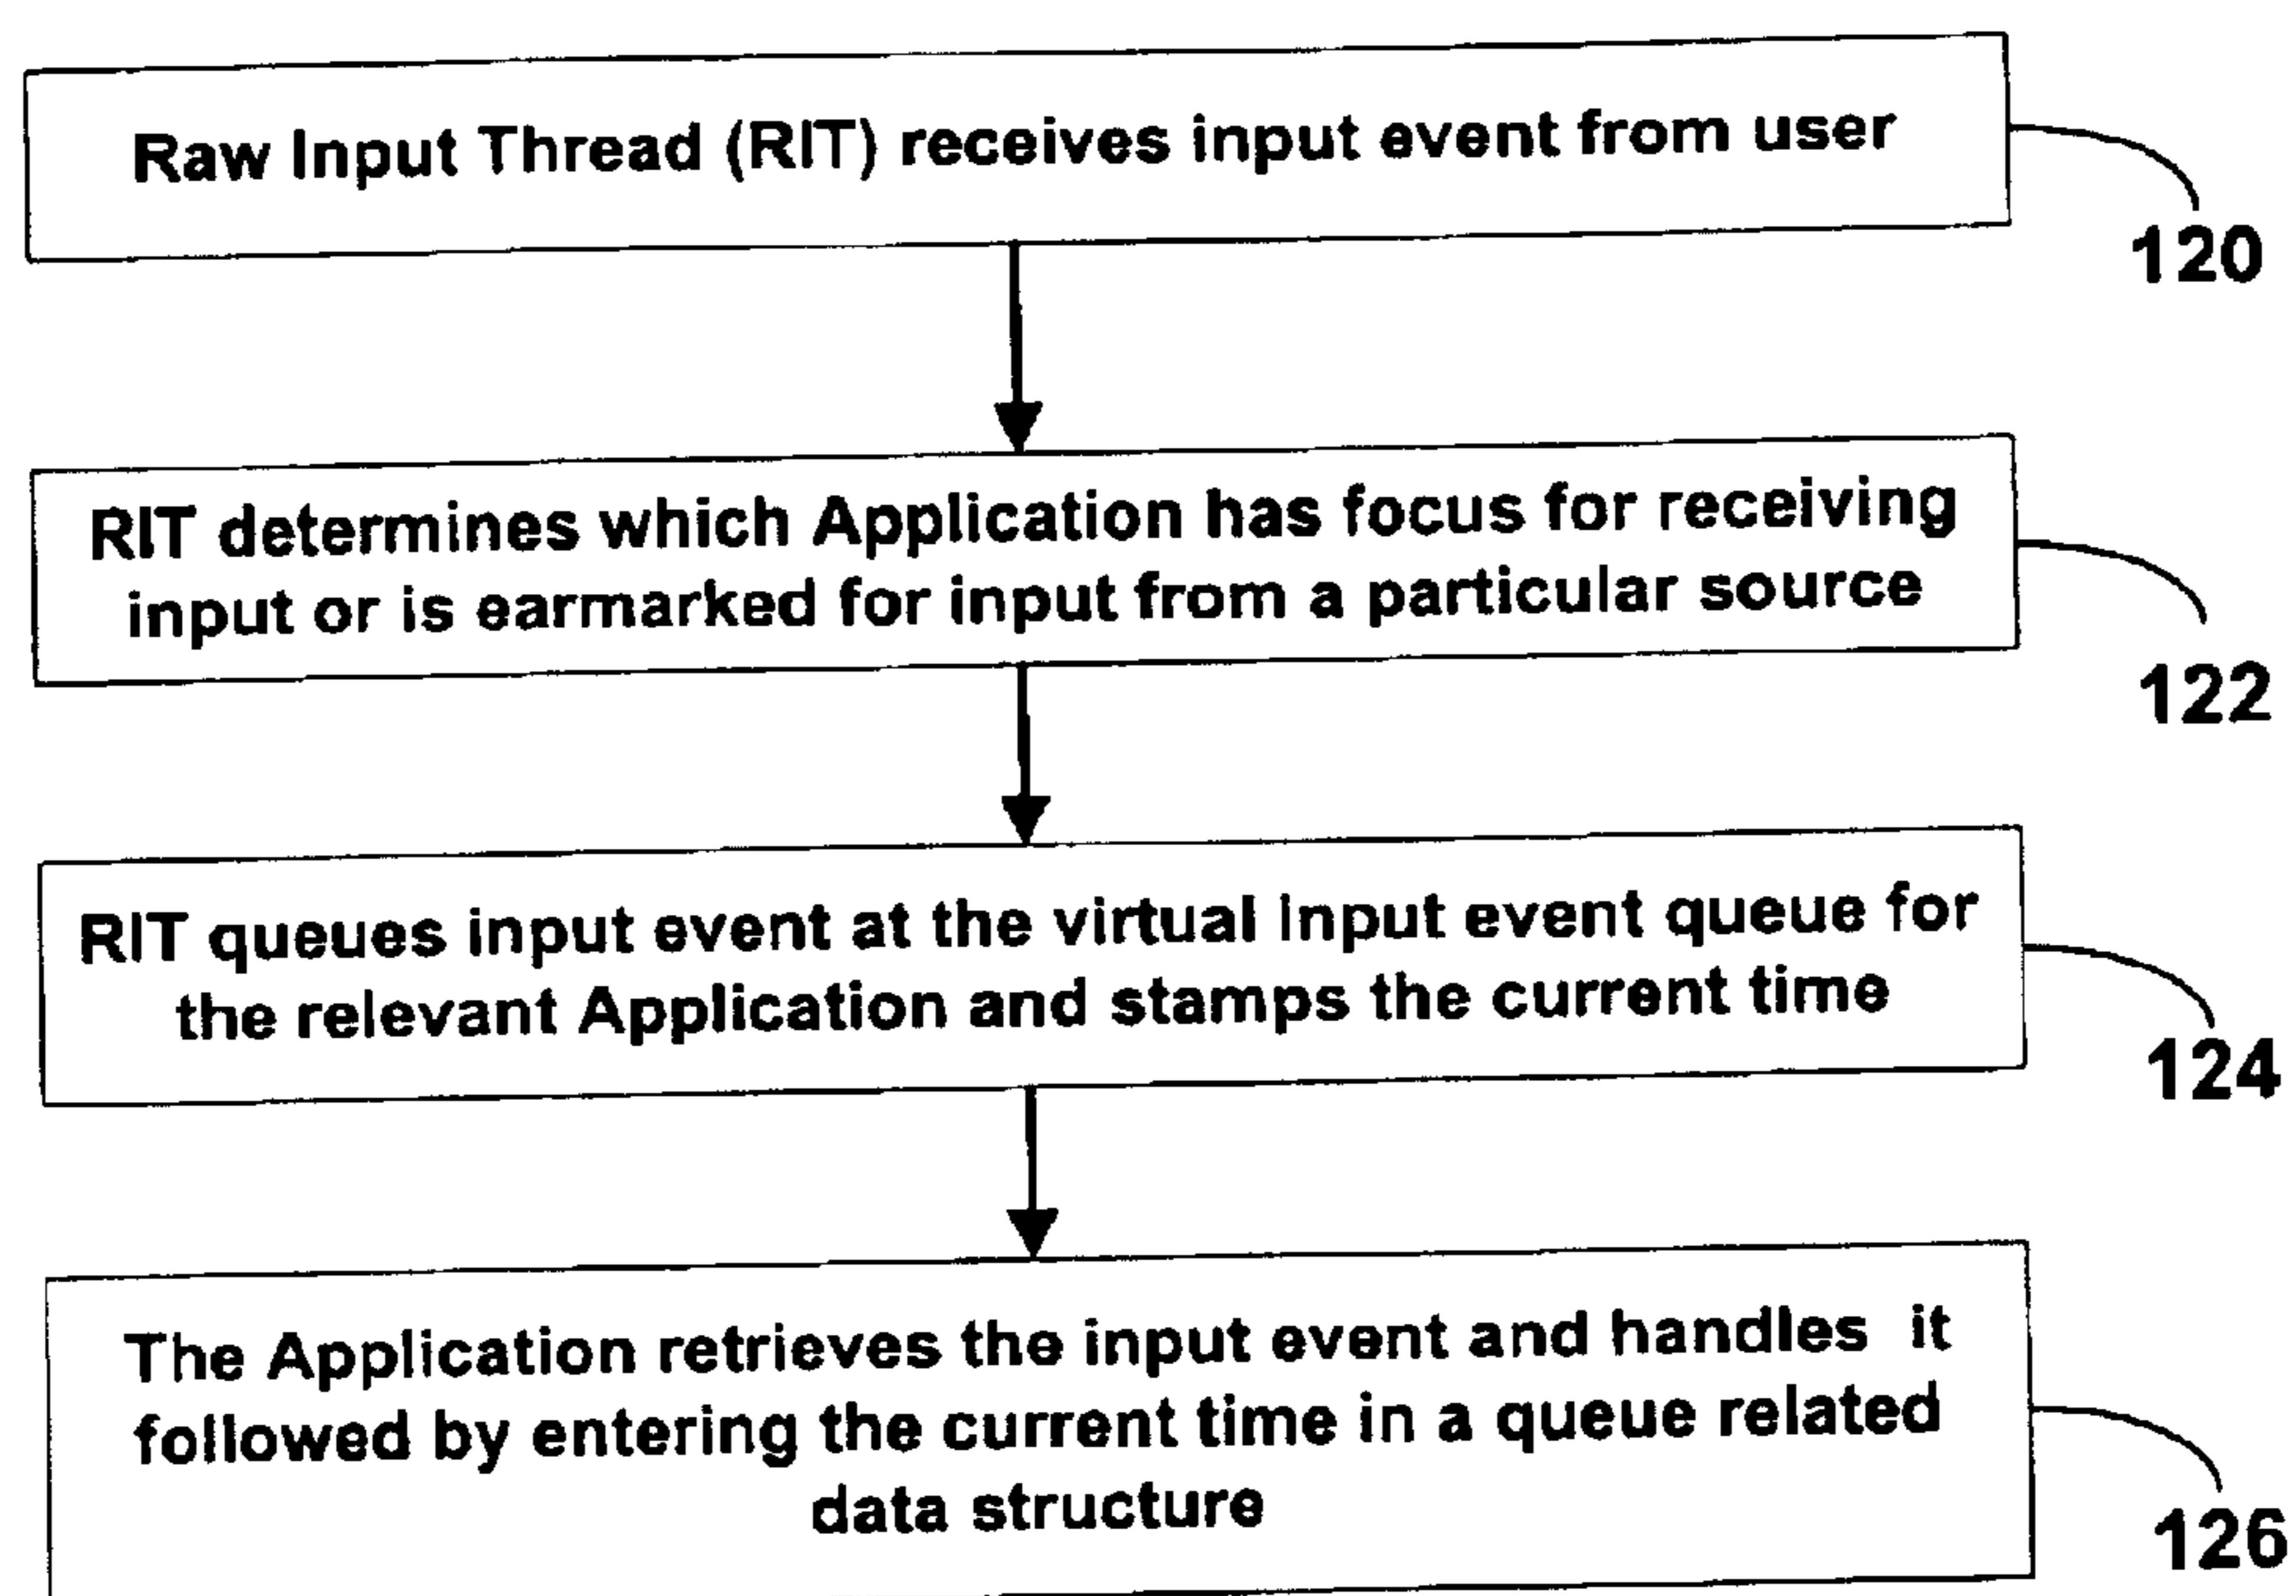 Raw Input Thread (RIT) receives input event from user
120
RIT determines which Application has focus for receiving
input or is earmarked for input from a particular source
122
RIT queues input event at the virtual Input event queue for
the relevant Application and stamps the current time
124
The Application retrieves the input event and handles it
followed by entering the current time in a queue related
data structure
126